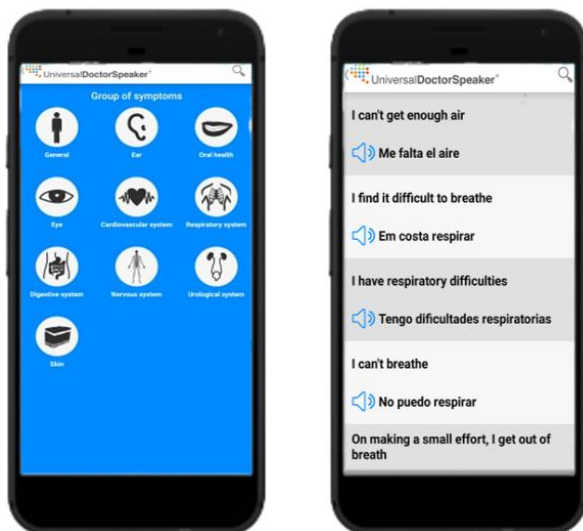 UniversalDoctorSpeaker
Group of symptoms
General
Ear
Oral health
Eye
Cardiovascular system
Respiratory system
Digestive system
Nervous system
Urological system
Skin
UniversalDoctorSpeaker
I can't get enough air
Me falta el aire
I find it difficult to breathe
Em costa respirar
I have respiratory difficulties
Tengo dificultades respiratorias
I can't breathe
No puedo respirar
On making a small effort, I get out of
breath